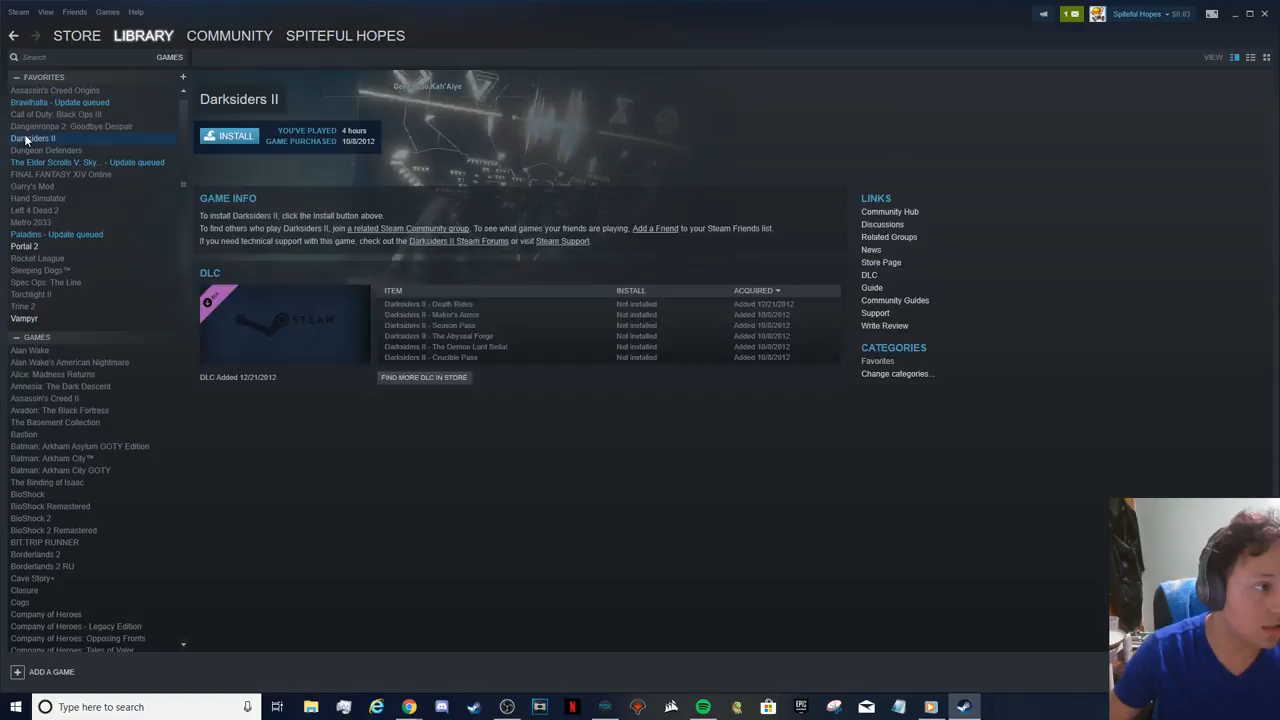 Steam View Friends Games Help
1 Spiteful Hopes $0.83
STORE LIBRARY COMMUNITY SPITEFUL HOPES
Search GAMES VIEW
FAVORITES
Assassin's Creed Origins
Brawlhalla - Update queued
Call of Duty: Black Ops III
Danganronpa 2: Goodbye Despair
Darksiders II
Dungeon Defenders
The Elder Scrolls V: Sky... - Update queued
FINAL FANTASY XIV Online
Garry's Mod
Hand Simulator
Left 4 Dead 2
Metro 2033
Paladins - Update queued
Portal 2
Rocket League
Sleeping Dogs™
Spec Ops: The Line
Torchlight II
Trine 2
Vampyr
GAMES
Alan Wake
Alan Wake's American Nightmare
Alice: Madness Returns
Amnesia: The Dark Descent
Assassin's Creed II
Avadon: The Black Fortress
The Basement Collection
Bastion
Batman: Arkham Asylum GOTY Edition
Batman: Arkham City™
Batman: Arkham City GOTY
The Binding of Isaac
BioShock
BioShock Remastered
BioShock 2
BioShock 2 Remastered
BIT.TRIP RUNNER
Borderlands 2
Borderlands 2 RU
Cave Story+
Closure
Cogs
Company of Heroes
Company of Heroes - Legacy Edition
Company of Heroes: Opposing Fronts
Company of Heroes: Tales of Valor
ADD A GAME
Darksiders II
INSTALL
YOU'VE PLAYED 4 hours
GAME PURCHASED 10/8/2012
GAME INFO
To install Darksiders II, click the Install button above.
To find others who play Darksiders II, join a related Steam Community group. To see what games your friends are playing, Add a Friend to your Steam Friends list.
If you need technical support with this game, check out the Darksiders II Steam Forums or visit Steam Support.
DLC
STEAM
DLC Added 12/21/2012
ITEM INSTALL ACQUIRED
Darksiders II - Death Rides Not installed Added 12/21/2012
Darksiders II - Maker's Armor Not installed Added 10/8/2012
Darksiders II - Season Pass Not installed Added 10/8/2012
Darksiders II - The Abyssal Forge Not installed Added 10/8/2012
Darksiders II - The Demon Lord Belial Not installed Added 10/8/2012
Darksiders II - Crucible Pass Not installed Added 10/8/2012
FIND MORE DLC IN STORE
LINKS
Community Hub
Discussions
Related Groups
News
Store Page
DLC
Guide
Community Guides
Support
Write Review
CATEGORIES
Favorites
Change categories...
Type here to search